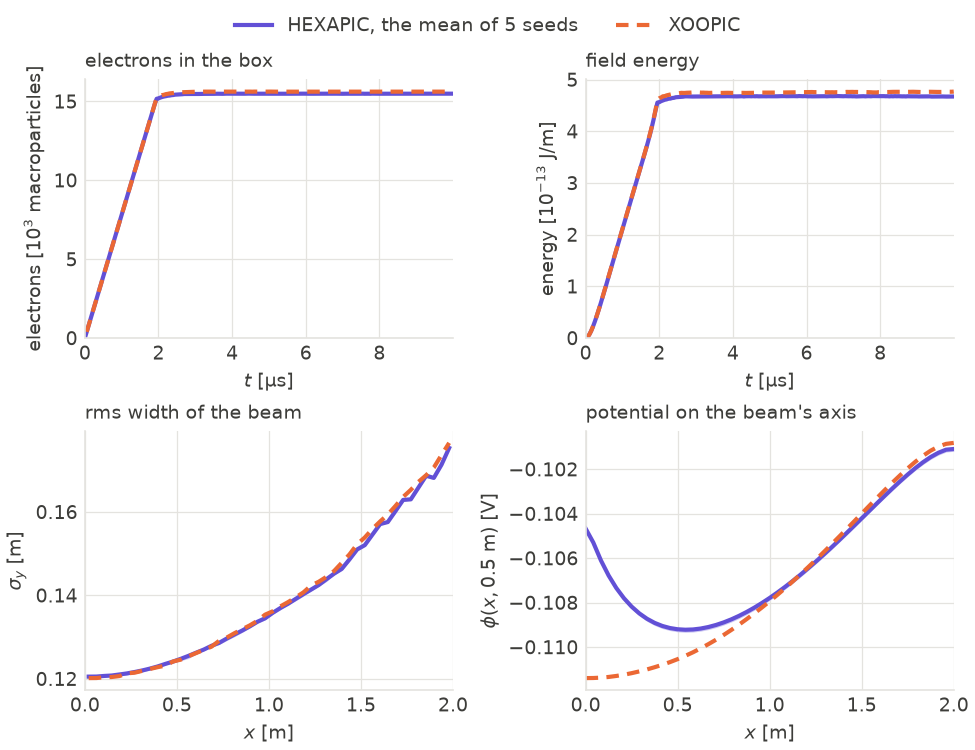 HEXAPIC, the mean of 5 seeds XOOPIC
electrons in the box
electrons [10³ macroparticles]
15
10
5
0
0 2 4 6 8
t [µs]
field energy
energy [10⁻¹³ J/m]
5
4
3
2
1
0
0 2 4 6 8
t [µs]
rms width of the beam
σy [m]
0.16
0.14
0.12
0.0 0.5 1.0 1.5 2.0
x [m]
potential on the beam's axis
ϕ(x, 0.5 m) [V]
−0.102
−0.104
−0.106
−0.108
−0.110
0.0 0.5 1.0 1.5 2.0
x [m]